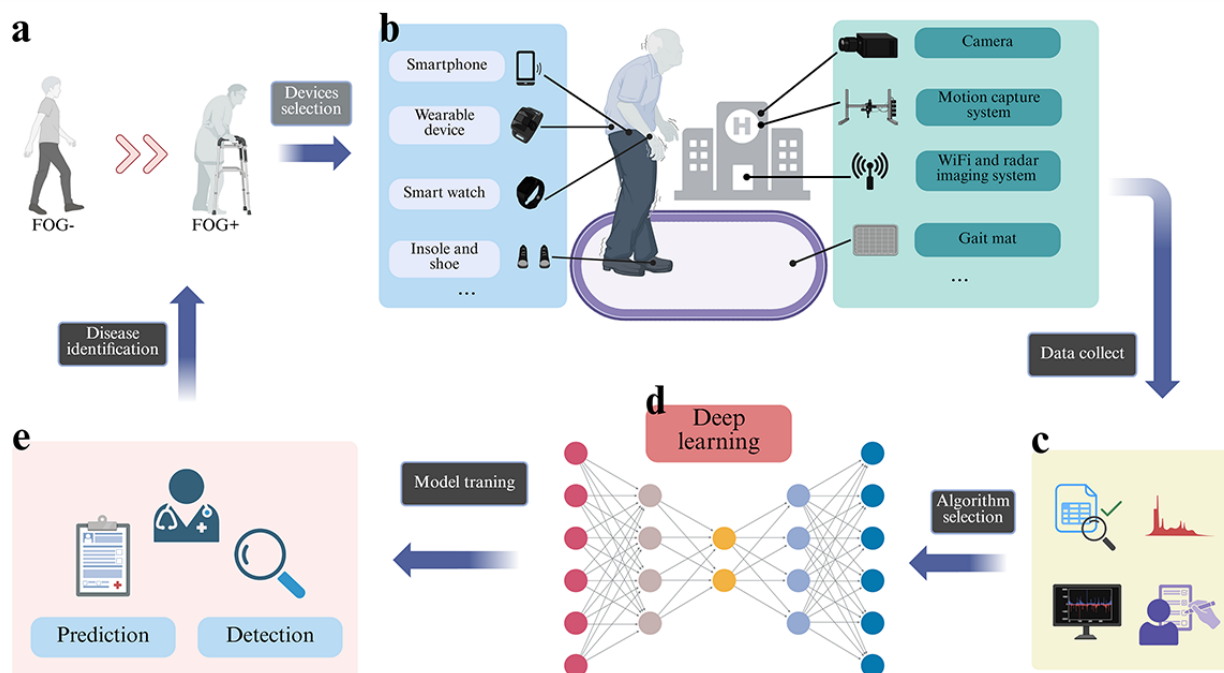 a
FOG-
FOG+
Devices
selection
b
Smartphone
Wearable
device
Smart watch
Insole and
shoe
...
H
Camera
Motion capture
system
WiFi and radar
imaging system
Gait mat
...
Data collect
c
Algorithm
selection
d
Deep
learning
Model traning
e
Prediction
Detection
Disease
identification